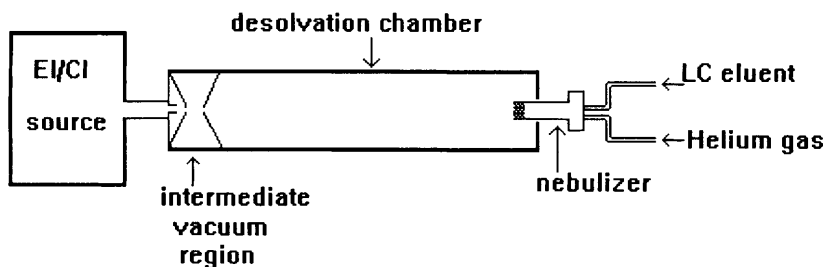 desolvation chamber
EI/CI
source
LC eluent
Helium gas
nebulizer
intermediate
vacuum
region